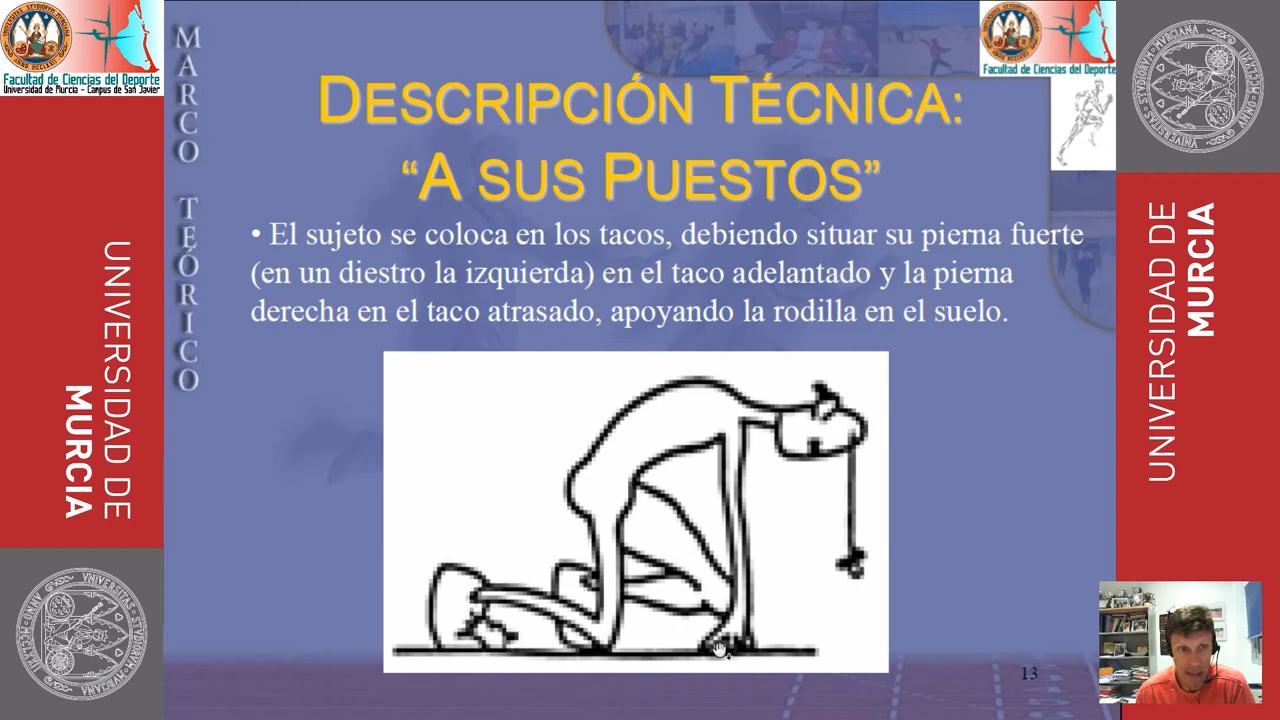 Facultad de Ciencias del Deporte
Universidad de Murcia - Campus de San Javier
UNIVERSIDAD DE
MURCIA
MARCO TEÓRICO
DESCRIPCIÓN TÉCNICA:
“A SUS PUESTOS”
• El sujeto se coloca en los tacos, debiendo situar su pierna fuerte
(en un diestro la izquierda) en el taco adelantado y la pierna
derecha en el taco atrasado, apoyando la rodilla en el suelo.
13
Facultad de Ciencias del Deporte
UNIVERSIDAD DE
MURCIA